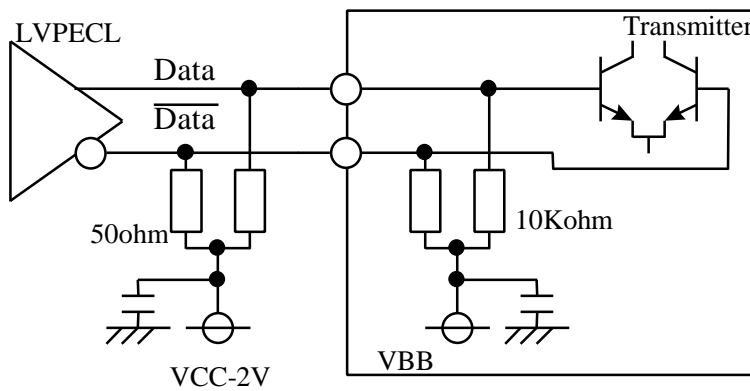 LVPECL
Transmitter
Data
Data
50ohm
10Kohm
VCC-2V
VBB